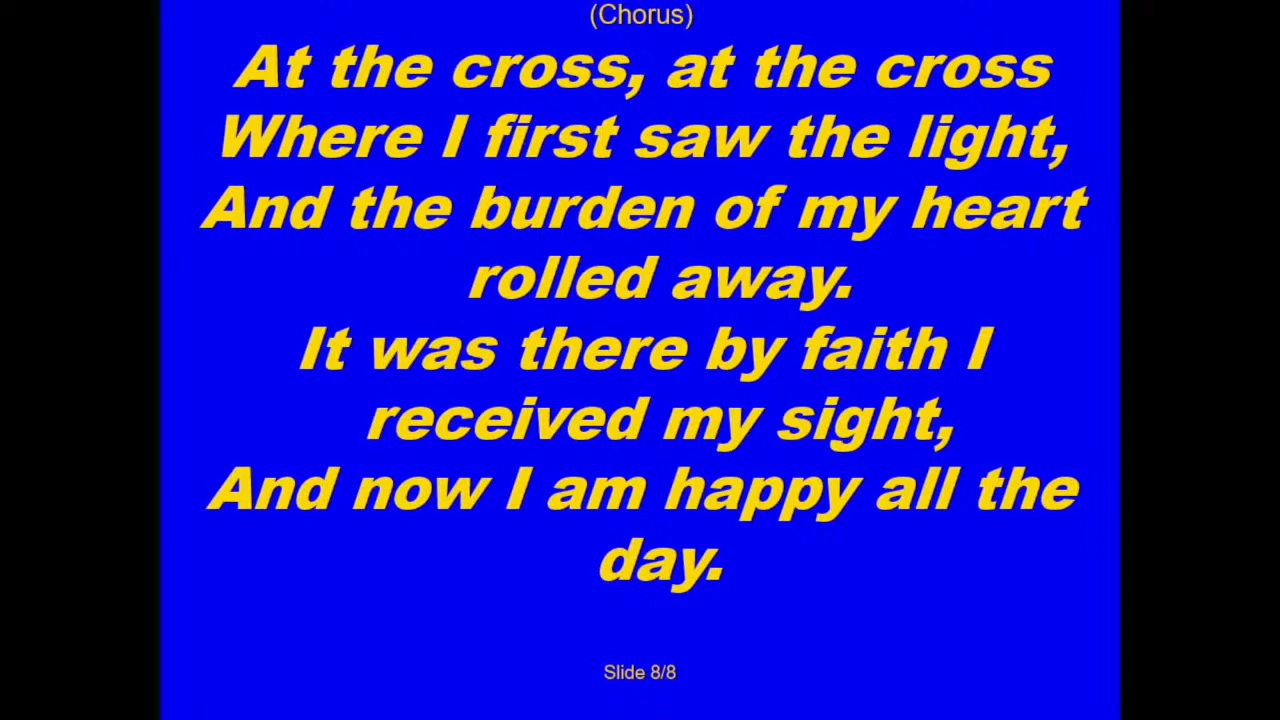 (Chorus)
At the cross, at the cross
Where I first saw the light,
And the burden of my heart
rolled away.
It was there by faith I
received my sight,
And now I am happy all the
day.
Slide 8/8